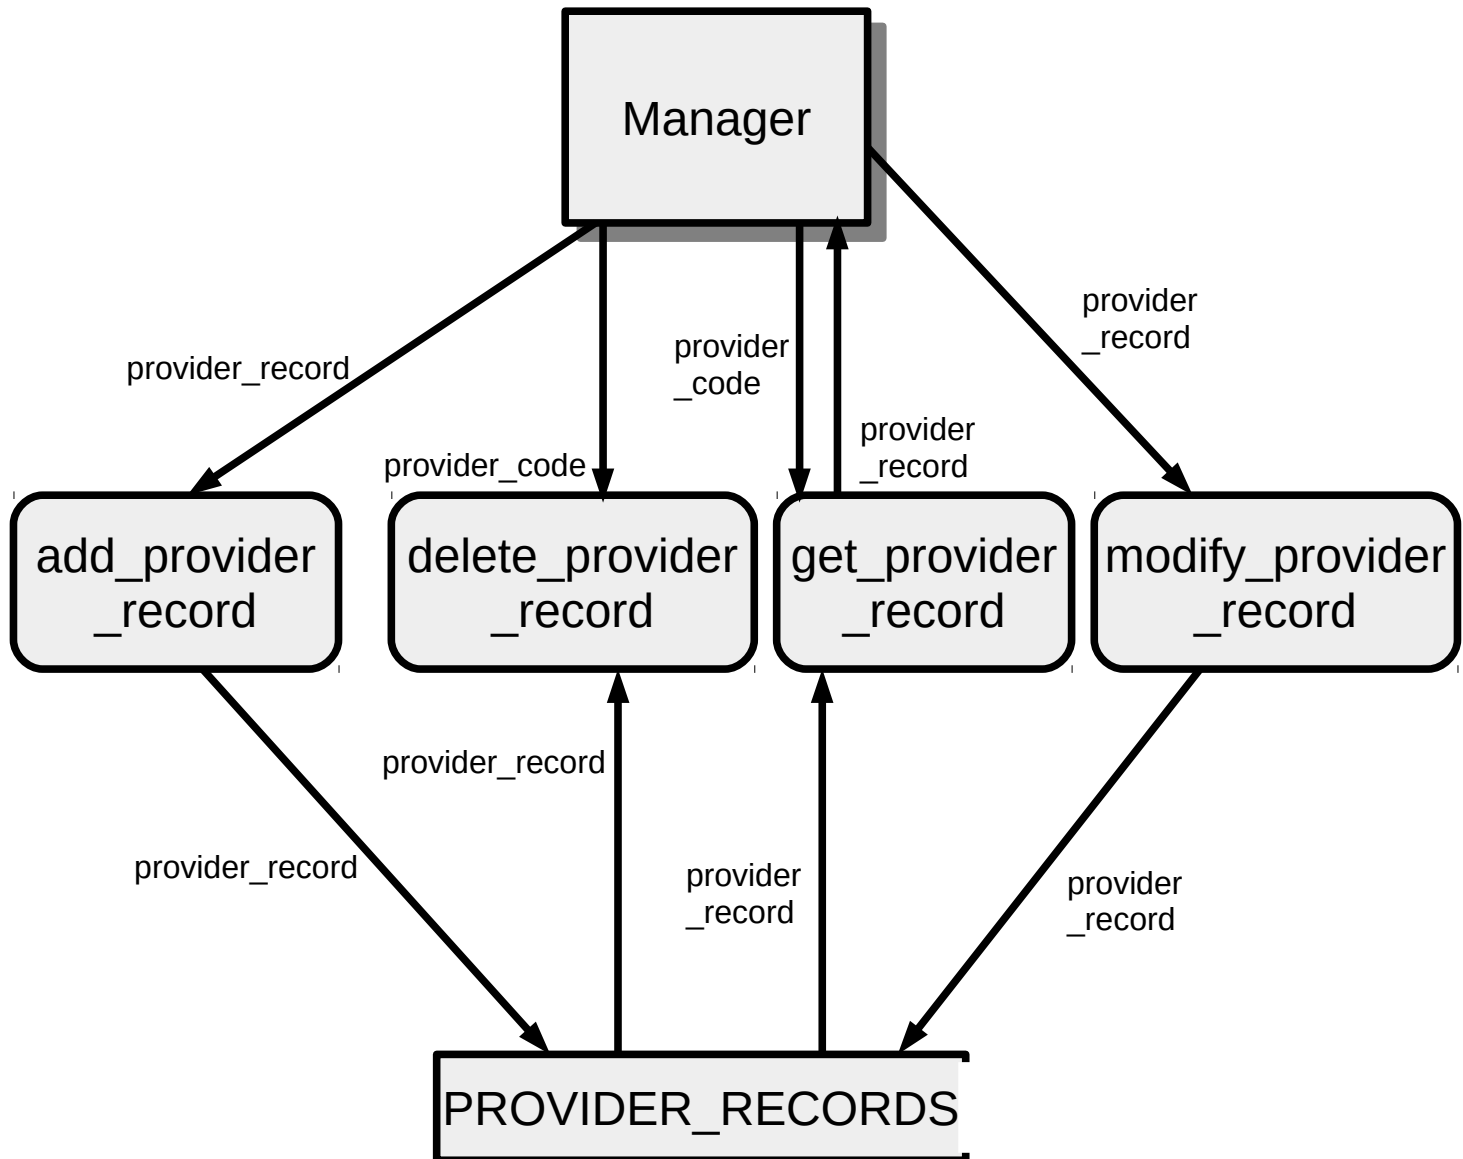 Manager
provider
_record
provider
_code
provider_record
provider
_record
provider_code
add_provider
_record
delete_provider
_record
get_provider
_record
modify_provider
_record
provider_record
provider_record
provider
_record
provider
_record
PROVIDER_RECORDS